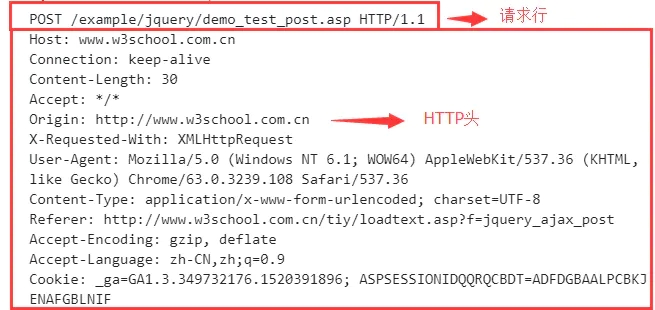 POST /example/jquery/demo_test_post.asp HTTP/1.1
请求行
Host: www.w3school.com.cn
Connection: keep-alive
Content-Length: 30
Accept: */*
Origin: http://www.w3school.com.cn
HTTP头
X-Requested-With: XMLHttpRequest
User-Agent: Mozilla/5.0 (Windows NT 6.1; WOW64) AppleWebKit/537.36 (KHTML,
like Gecko) Chrome/63.0.3239.108 Safari/537.36
Content-Type: application/x-www-form-urlencoded; charset=UTF-8
Referer: http://www.w3school.com.cn/tiy/loadtext.asp?f=jquery_ajax_post
Accept-Encoding: gzip, deflate
Accept-Language: zh-CN,zh;q=0.9
Cookie: _ga=GA1.3.349732176.1520391896; ASPSESSIONIDQQRQCBDT=ADFDGBAALPCBKJ
ENAFGBLNIF